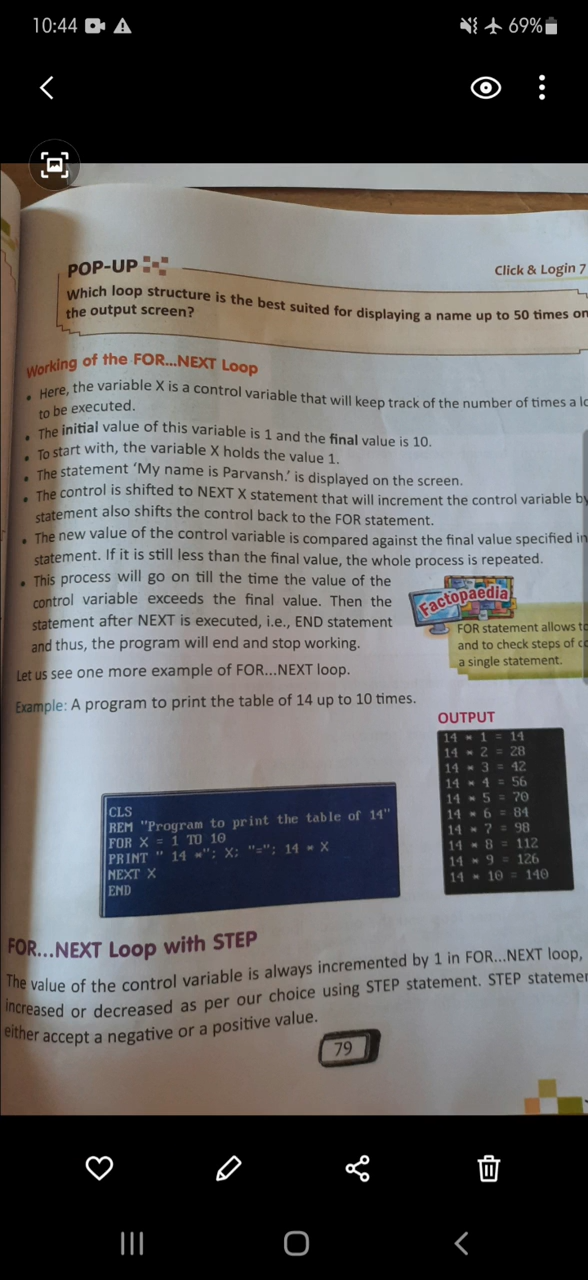 10:44
69%
POP-UP
Click & Login 7
Which loop structure is the best suited for displaying a name up to 50 times on
the output screen?
Working of the FOR...NEXT Loop
• Here, the variable X is a control variable that will keep track of the number of times a
to be executed.
• The initial value of this variable is 1 and the final value is 10.
• To start with, the variable X holds the value 1.
• The statement ‘My name is Parvansh.’ is displayed on the screen.
• The control is shifted to NEXT X statement that will increment the control variable by
statement also shifts the control back to the FOR statement.
• The new value of the control variable is compared against the final value specified in
statement. If it is still less than the final value, the whole process is repeated.
• This process will go on till the time the value of the
control variable exceeds the final value. Then the
statement after NEXT is executed, i.e., END statement
and thus, the program will end and stop working.
Factopaedia
FOR statement allows to
and to check steps of
a single statement.
Let us see one more example of FOR...NEXT loop.
Example: A program to print the table of 14 up to 10 times.
CLS
REM "Program to print the table of 14"
FOR X = 1 TO 10
PRINT " 14 *"; X; "="; 14 * X
NEXT X
END
OUTPUT
14 * 1 = 14
14 * 2 = 28
14 * 3 = 42
14 * 4 = 56
14 * 5 = 70
14 * 6 = 84
14 * 7 = 98
14 * 8 = 112
14 * 9 = 126
14 * 10 = 140
FOR...NEXT Loop with STEP
The value of the control variable is always incremented by 1 in FOR...NEXT loop,
increased or decreased as per our choice using STEP statement. STEP
either accept a negative or a positive value.
79